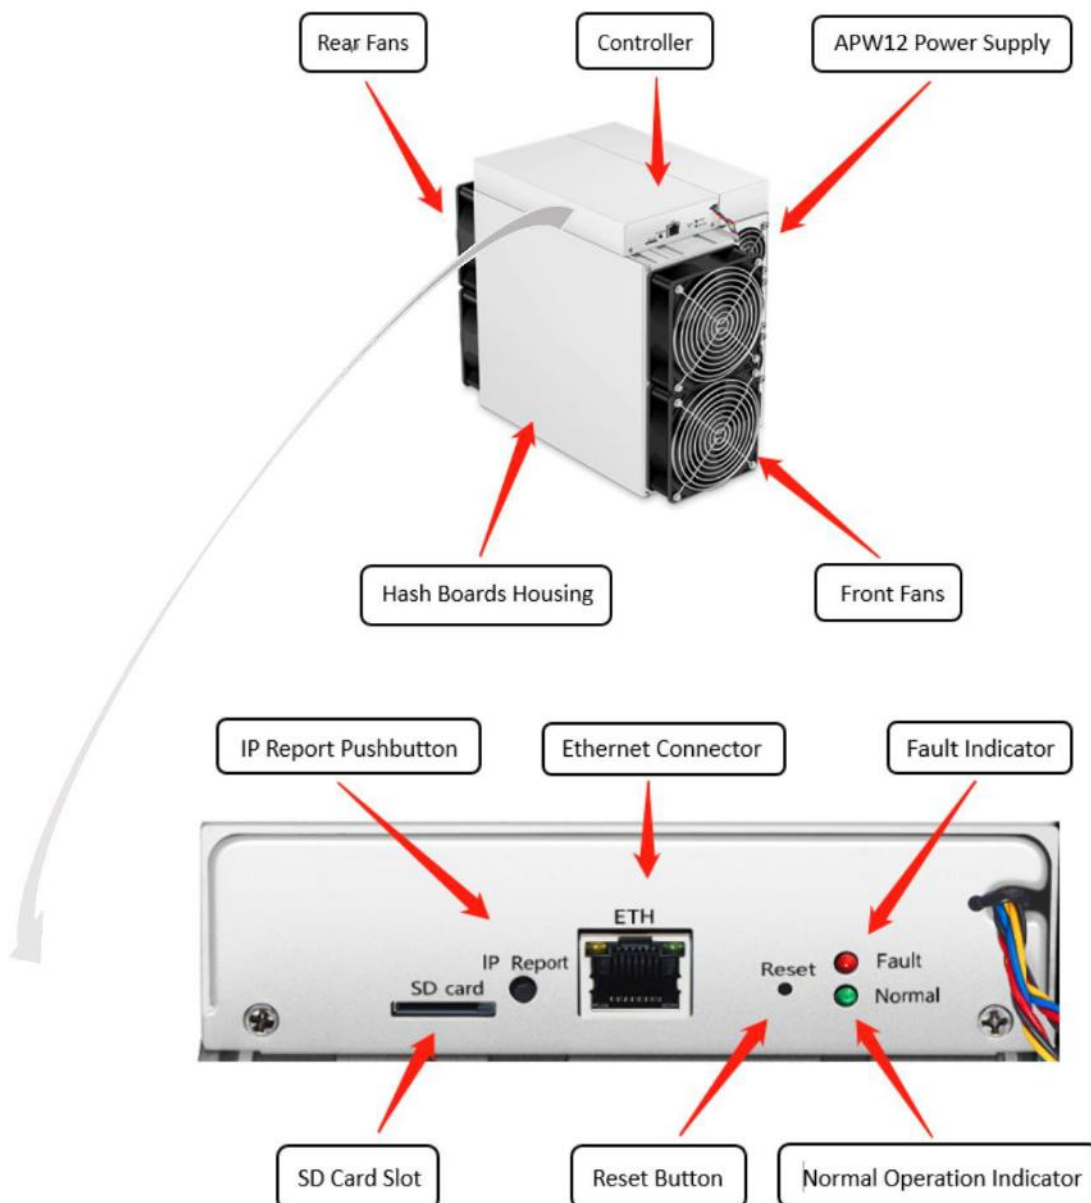 Rear Fans
Controller
APW12 Power Supply
Hash Boards Housing
Front Fans
IP Report Pushbutton
Ethernet Connector
Fault Indicator
ETH
IP Report
SD card
Reset
Fault
Normal
SD Card Slot
Reset Button
Normal Operation Indicator